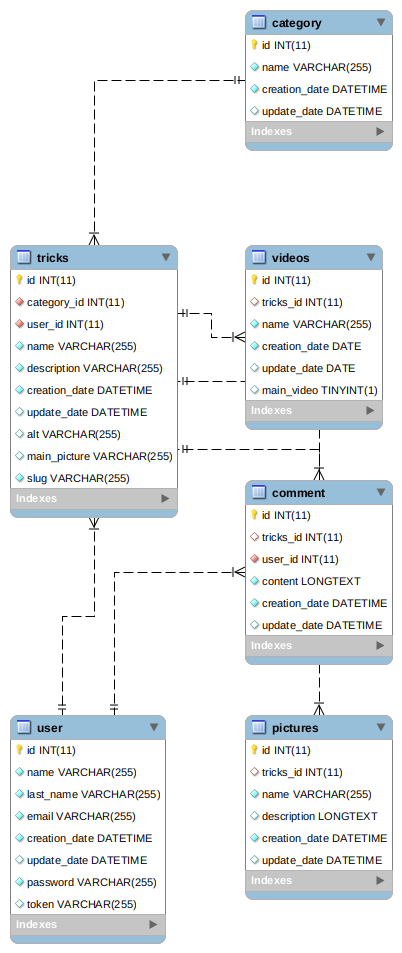 category
id INT(11)
name VARCHAR(255)
creation_date DATETIME
update_date DATETIME
Indexes
tricks
id INT(11)
category_id INT(11)
user_id INT(11)
name VARCHAR(255)
description VARCHAR(255)
creation_date DATETIME
update_date DATETIME
alt VARCHAR(255)
main_picture VARCHAR(255)
slug VARCHAR(255)
Indexes
videos
id INT(11)
tricks_id INT(11)
name VARCHAR(255)
creation_date DATE
update_date DATE
main_video TINYINT(1)
Indexes
comment
id INT(11)
tricks_id INT(11)
user_id INT(11)
content LONGTEXT
creation_date DATETIME
update_date DATETIME
Indexes
user
id INT(11)
name VARCHAR(255)
last_name VARCHAR(255)
email VARCHAR(255)
creation_date DATETIME
update_date DATETIME
password VARCHAR(255)
token VARCHAR(255)
Indexes
pictures
id INT(11)
tricks_id INT(11)
name VARCHAR(255)
description LONGTEXT
creation_date DATETIME
update_date DATETIME
Indexes